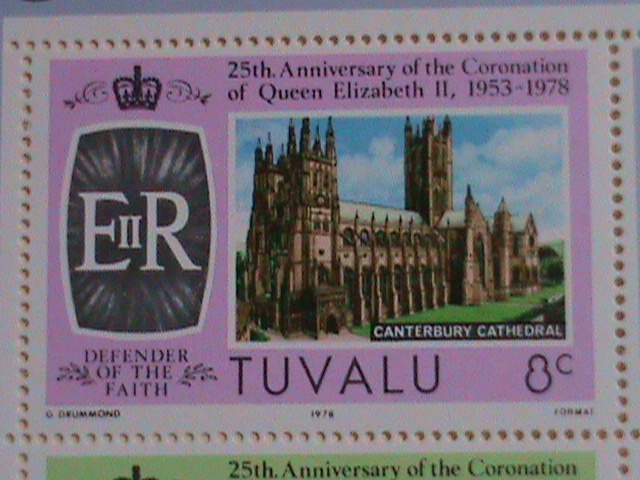 25th. Anniversary of the Coronation
of Queen Elizabeth II, 1953-1978
EIIR
CANTERBURY CATHEDRAL
DEFENDER
OF THE
FAITH
TUVALU 8c
G DRUMMOND 1978 FORMAT
25th. Anniversary of the Coronation